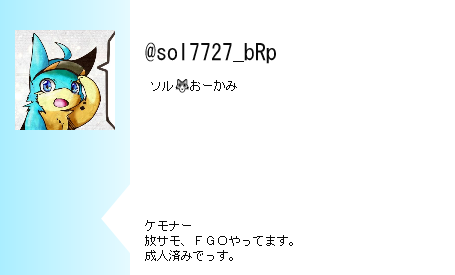 @sol7727_bRp
ソル🐺おーかみ
ケモナー
放サモ、ＦＧＯやってます。
成人済みでっす。